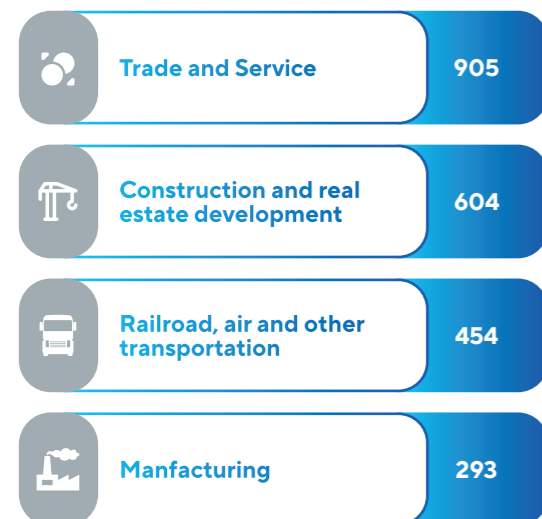 Trade and Service 905
Construction and real
estate development 604
Railroad, air and other
transportation 454
Manfacturing 293